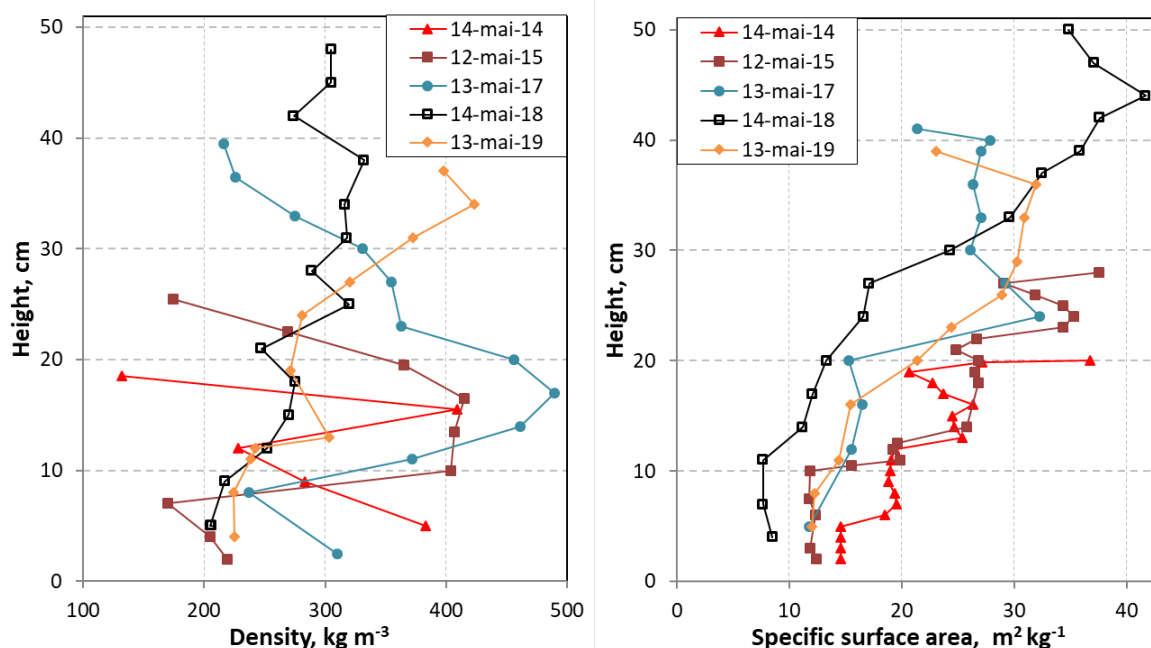 50
40
30
20
10
0
Height, cm
14-mai-14
12-mai-15
13-mai-17
14-mai-18
13-mai-19
100 200 300 400 500
Density, kg m⁻³
50
40
30
20
10
0
Height, cm
14-mai-14
12-mai-15
13-mai-17
14-mai-18
13-mai-19
0 10 20 30 40
Specific surface area, m² kg⁻¹